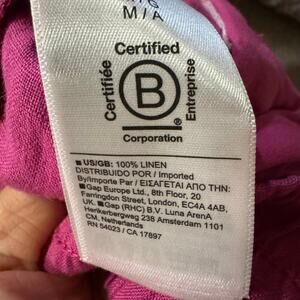 M/A
Certified
Certifiée
B
Entreprise
Corporation
■ US/GB: 100% LINEN
DISTRIBUIDO POR / Imported
By/Importe Par / ΕΙΣΑΓΕΤΑΙ ΑΠΟ ΤΗΝ:
■ Gap Europe Ltd., 8th Floor, 20
Farringdon Street, London, EC4A 4AB,
UK. ■ Gap (RHC) B.V. Luna ArenA
Herikerbergweg 238 Amsterdam 1101
CM, Netherlands
RN 54023 / CA 17897